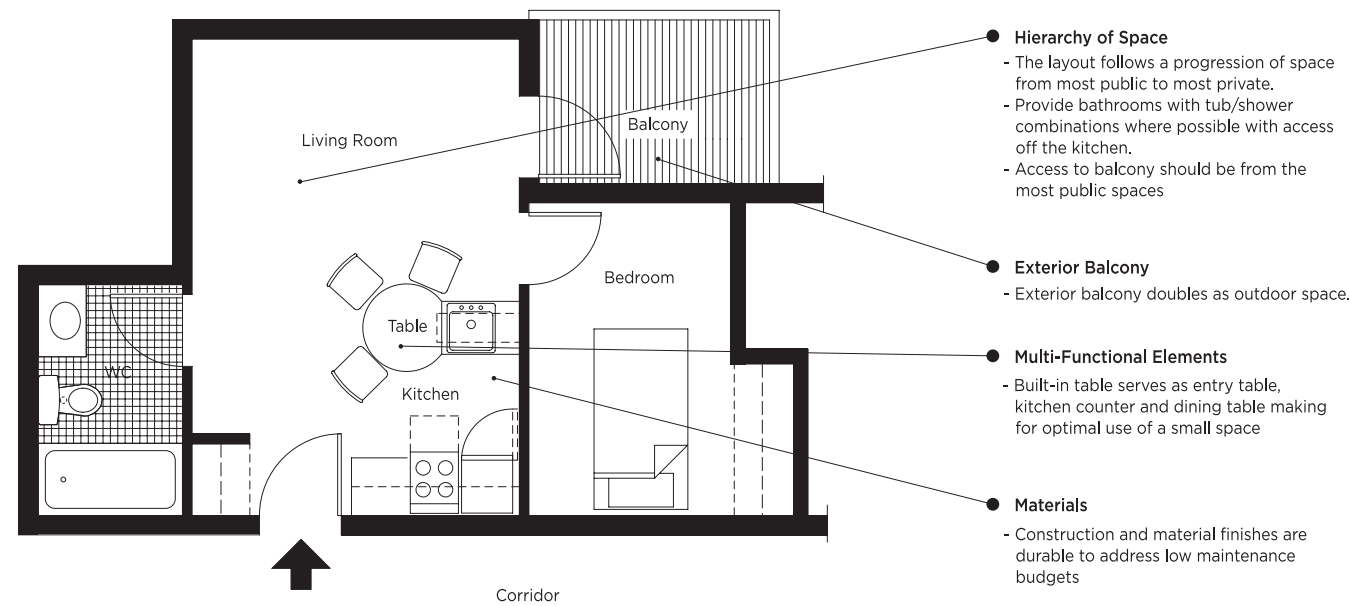 Living Room
Balcony
Bedroom
Table
WC
Kitchen
Corridor
Hierarchy of Space
- The layout follows a progression of space
from most public to most private.
- Provide bathrooms with tub/shower
combinations where possible with access
off the kitchen.
- Access to balcony should be from the
most public spaces
Exterior Balcony
- Exterior balcony doubles as outdoor space.
Multi-Functional Elements
- Built-in table serves as entry table,
kitchen counter and dining table making
for optimal use of a small space
Materials
- Construction and material finishes are
durable to address low maintenance
budgets